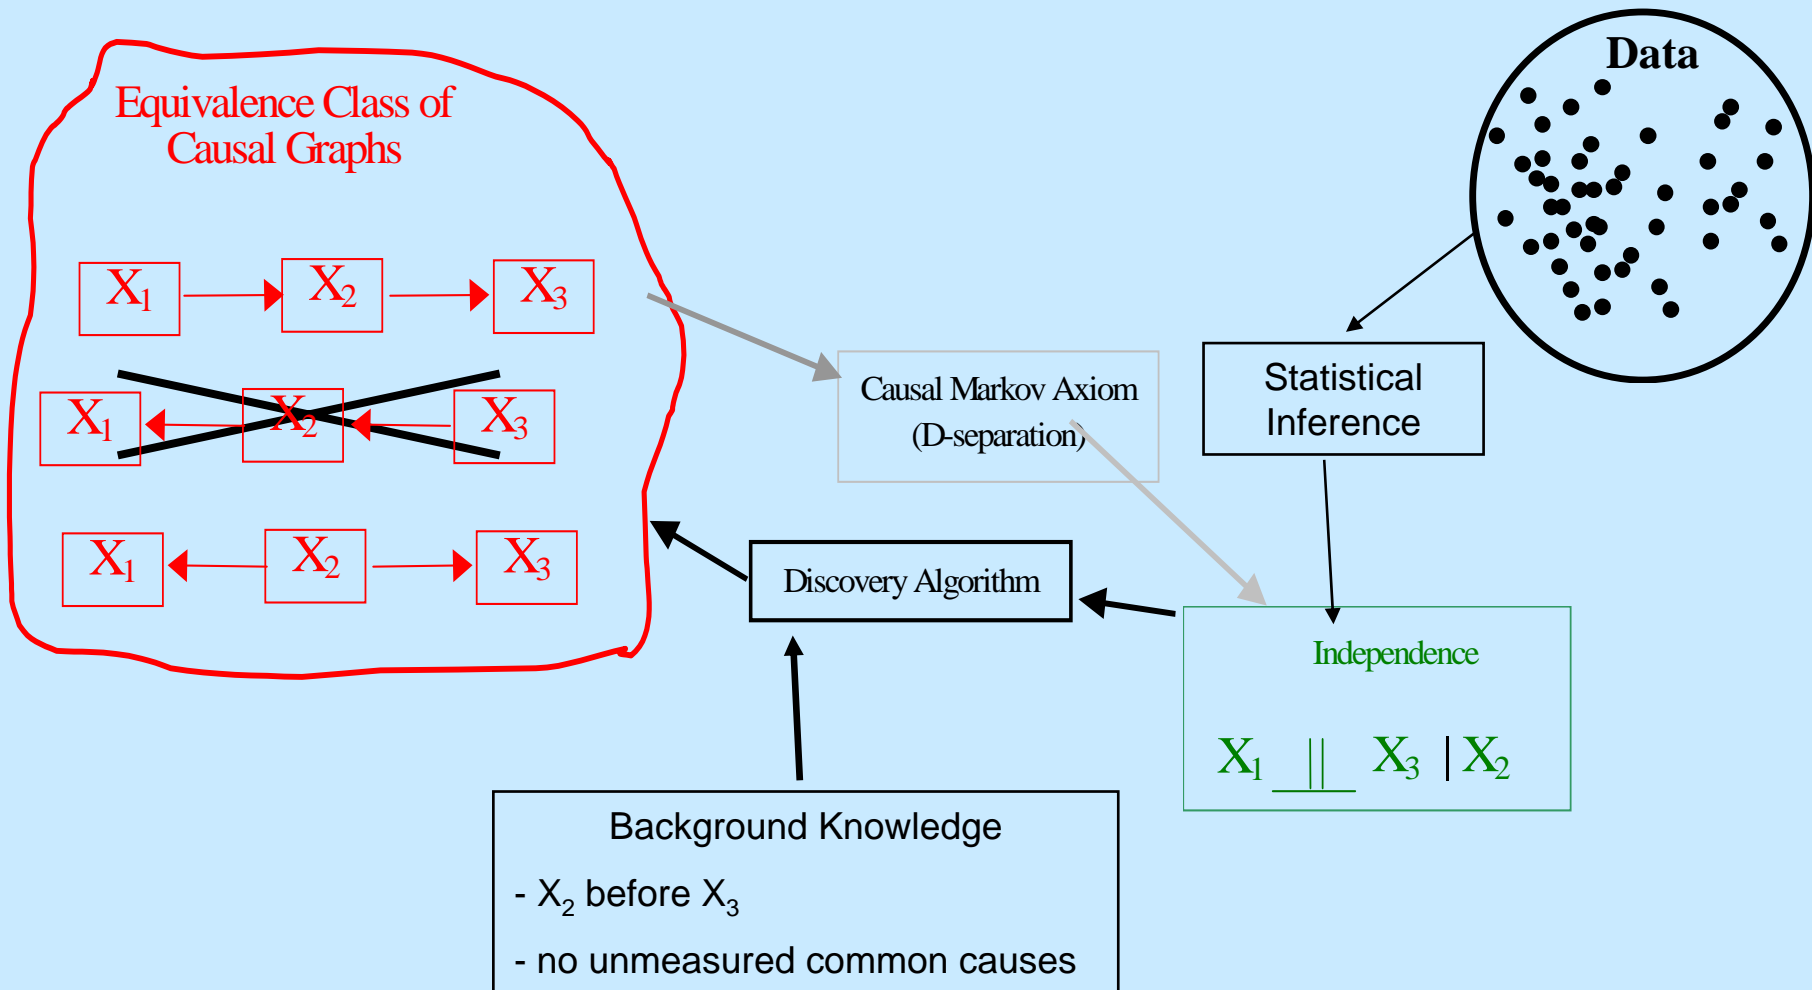 Equivalence Class of
Causal Graphs
X₁ X₂ X₃
X₁ X₂ X₃
X₁ X₂ X₃
Data
Causal Markov Axiom
(D-separation)
Statistical
Inference
Discovery Algorithm
Independence
X₁ _||_ X₃ | X₂
Background Knowledge
- X₂ before X₃
- no unmeasured common causes